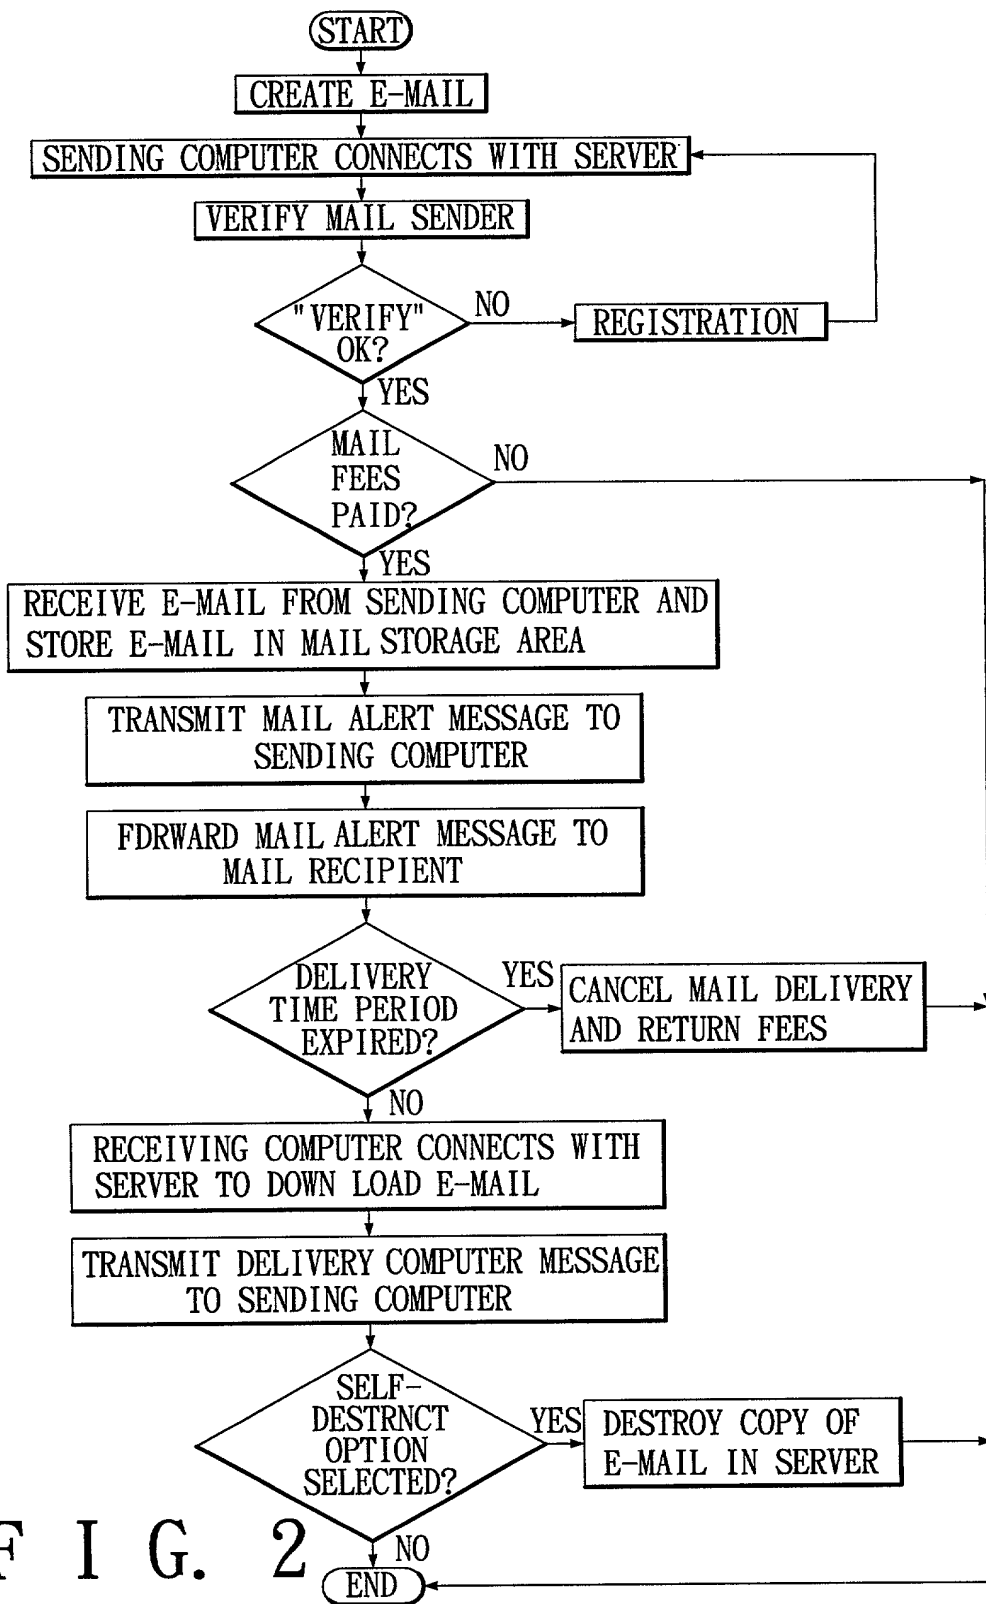 START
CREATE E-MAIL
SENDING COMPUTER CONNECTS WITH SERVER
VERIFY MAIL SENDER
"VERIFY"
OK?
NO
REGISTRATION
YES
MAIL
FEES
PAID?
NO
YES
RECEIVE E-MAIL FROM SENDING COMPUTER AND
STORE E-MAIL IN MAIL STORAGE AREA
TRANSMIT MAIL ALERT MESSAGE TO
SENDING COMPUTER
FDRWARD MAIL ALERT MESSAGE TO
MAIL RECIPIENT
DELIVERY
TIME PERIOD
EXPIRED?
YES
CANCEL MAIL DELIVERY
AND RETURN FEES
NO
RECEIVING COMPUTER CONNECTS WITH
SERVER TO DOWN LOAD E-MAIL
TRANSMIT DELIVERY COMPUTER MESSAGE
TO SENDING COMPUTER
SELF-
DESTRNCT
OPTION
SELECTED?
YES
DESTROY COPY OF
E-MAIL IN SERVER
NO
END
FIG. 2